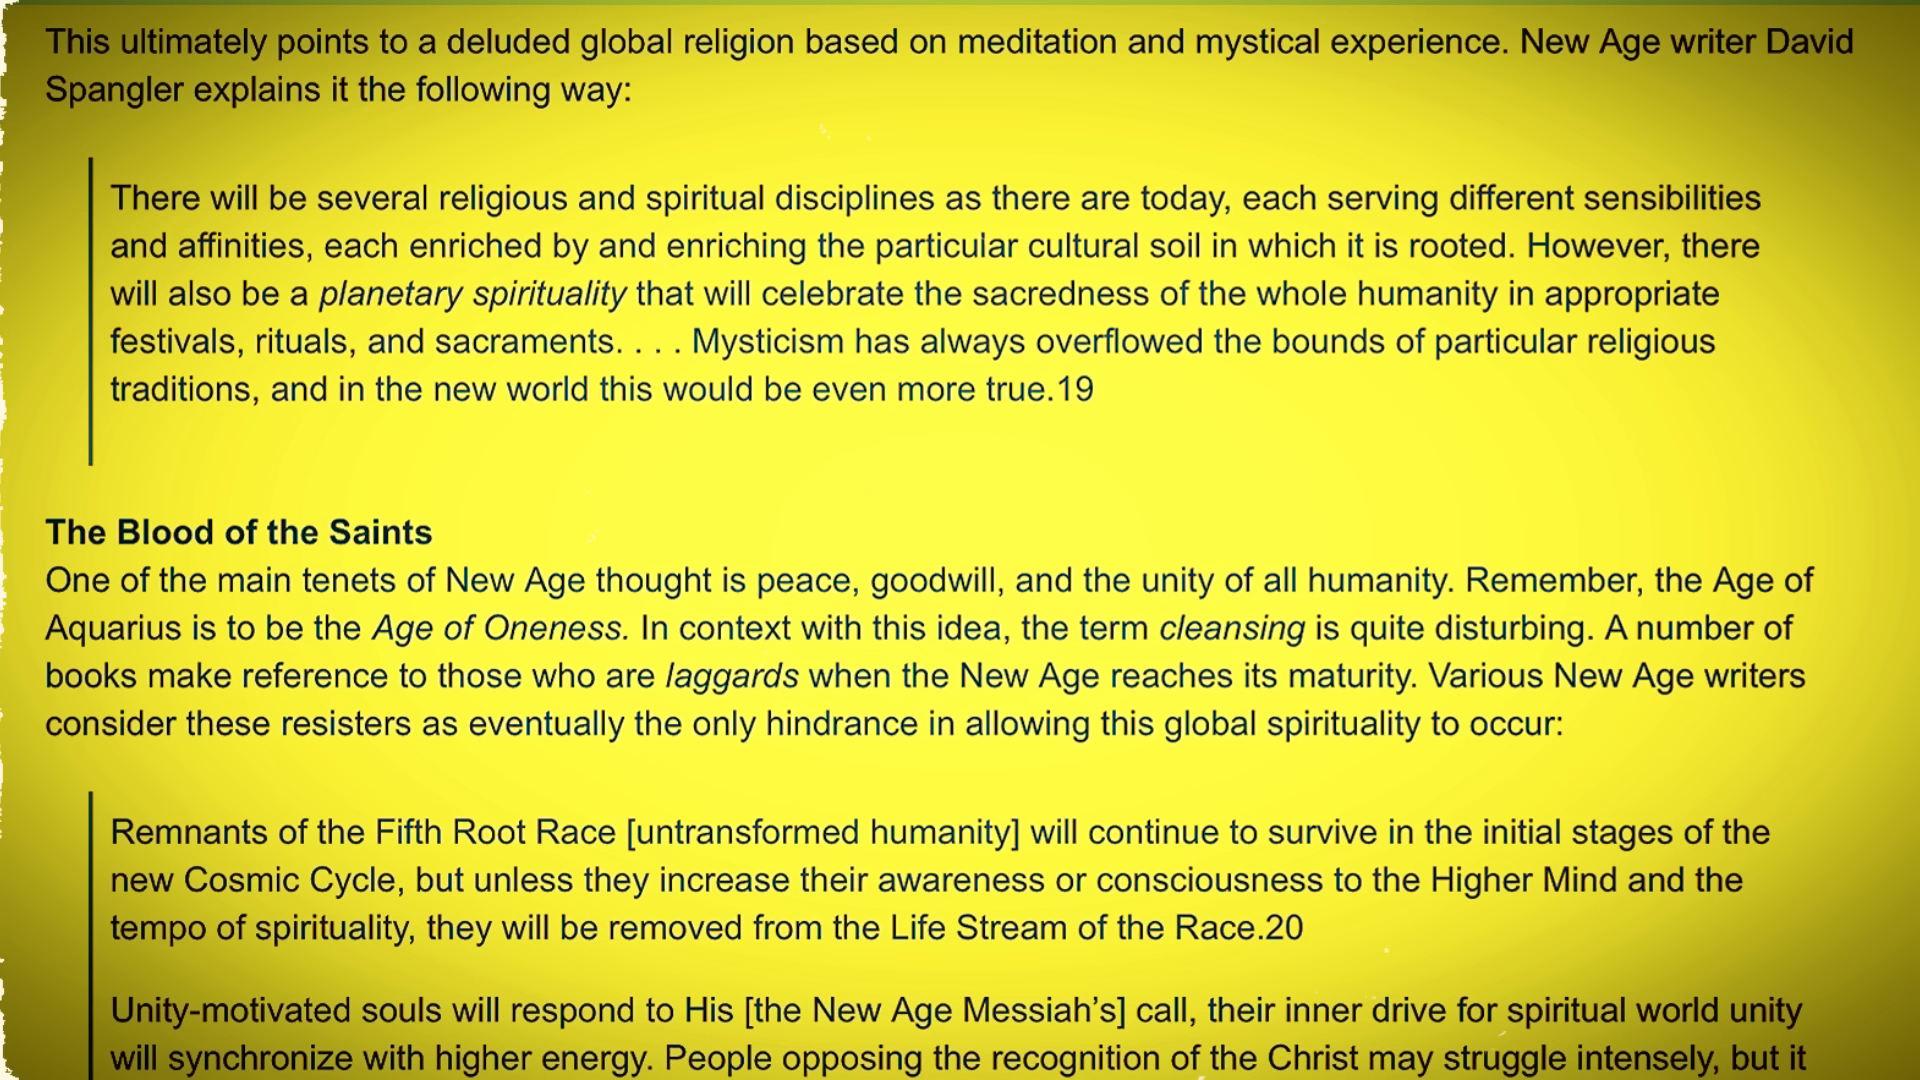 This ultimately points to a deluded global religion based on meditation and mystical experience. New Age writer David
Spangler explains it the following way:
There will be several religious and spiritual disciplines as there are today, each serving different sensibilities
and affinities, each enriched by and enriching the particular cultural soil in which it is rooted. However, there
will also be a planetary spirituality that will celebrate the sacredness of the whole humanity in appropriate
festivals, rituals, and sacraments. . . . Mysticism has always overflowed the bounds of particular religious
traditions, and in the new world this would be even more true.19
The Blood of the Saints
One of the main tenets of New Age thought is peace, goodwill, and the unity of all humanity. Remember, the Age of
Aquarius is to be the Age of Oneness. In context with this idea, the term cleansing is quite disturbing. A number of
books make reference to those who are laggards when the New Age reaches its maturity. Various New Age writers
consider these resisters as eventually the only hindrance in allowing this global spirituality to occur:
Remnants of the Fifth Root Race [untransformed humanity] will continue to survive in the initial stages of the
new Cosmic Cycle, but unless they increase their awareness or consciousness to the Higher Mind and the
tempo of spirituality, they will be removed from the Life Stream of the Race.20
Unity-motivated souls will respond to His [the New Age Messiah’s] call, their inner drive for spiritual world unity
will synchronize with higher energy. People opposing the recognition of the Christ may struggle intensely, but it